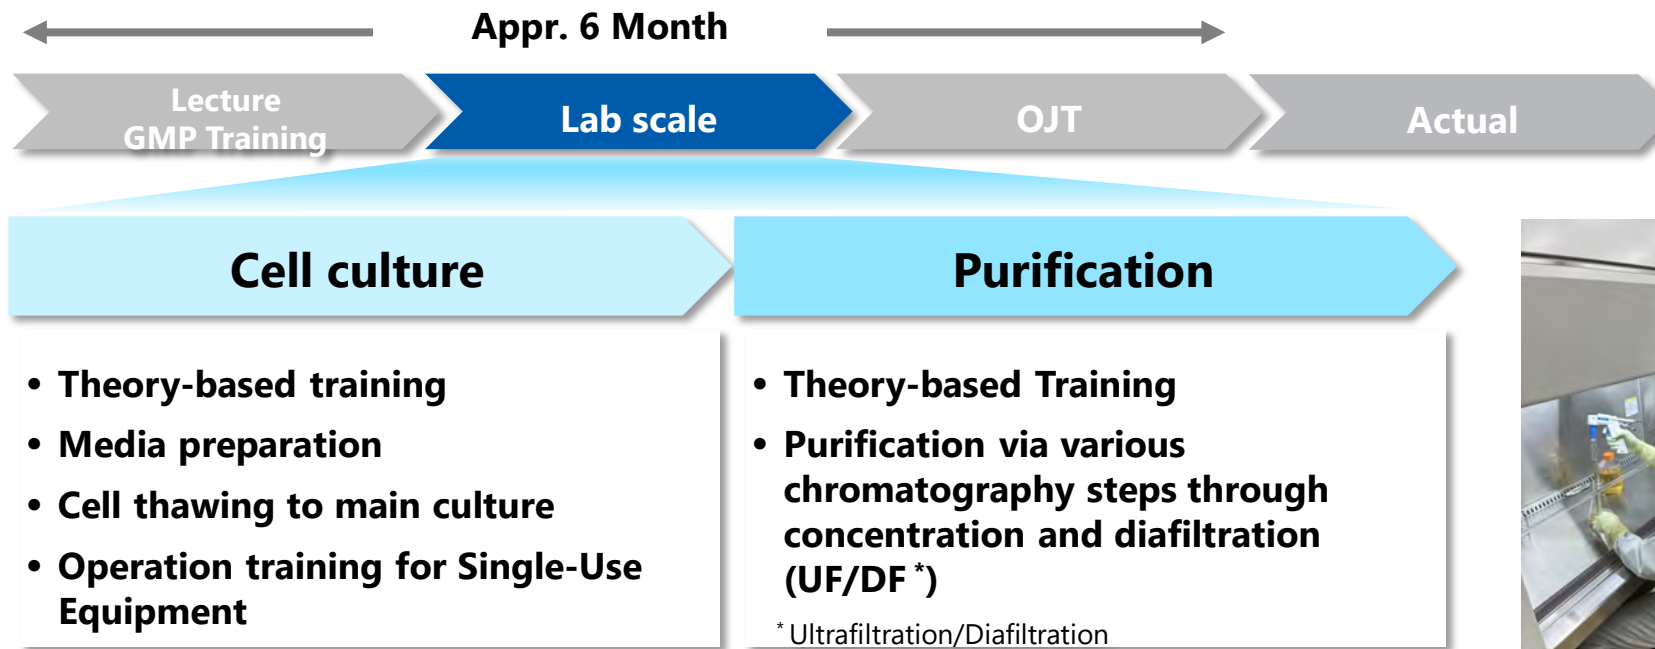 Appr. 6 Month
Lecture
GMP Training
Lab scale
OJT
Actual
Cell culture
Purification
• Theory-based training
• Media preparation
• Cell thawing to main culture
• Operation training for Single-Use
Equipment
• Theory-based Training
• Purification via various
chromatography steps through
concentration and diafiltration
(UF/DF *)
* Ultrafiltration/Diafiltration